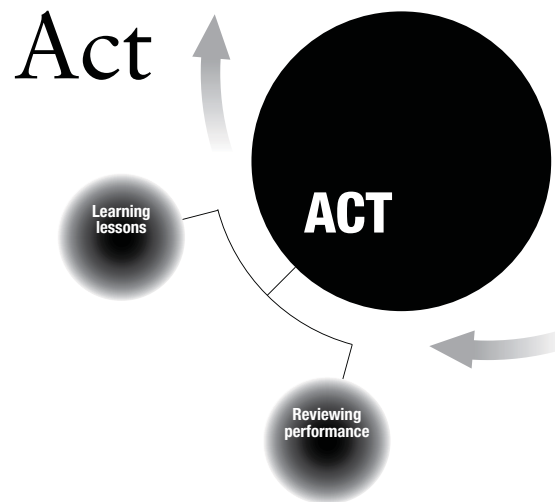 Act
ACT
Learning
lessons
Reviewing
performance